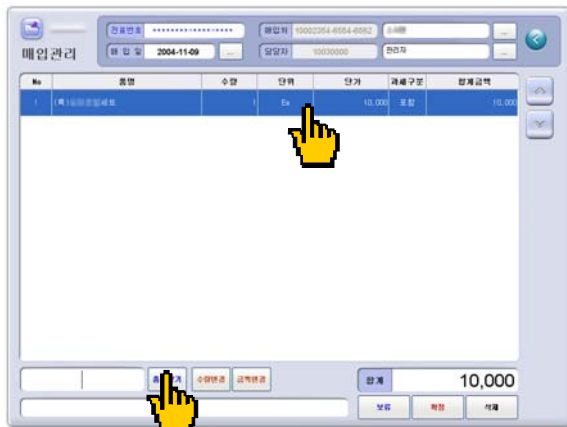 전표번호 ******************
매입처 10002354-6554-6562
매입관리
매 입 일 2004-11-09 ...
담당자 10030000 관리자 ...
No 품명 수량 단위 단가 과세구분 합계금액
1 1 Ea 10,000 포함 10,000
수량변경 금액변경
합계 10,000
보류 확정 삭제